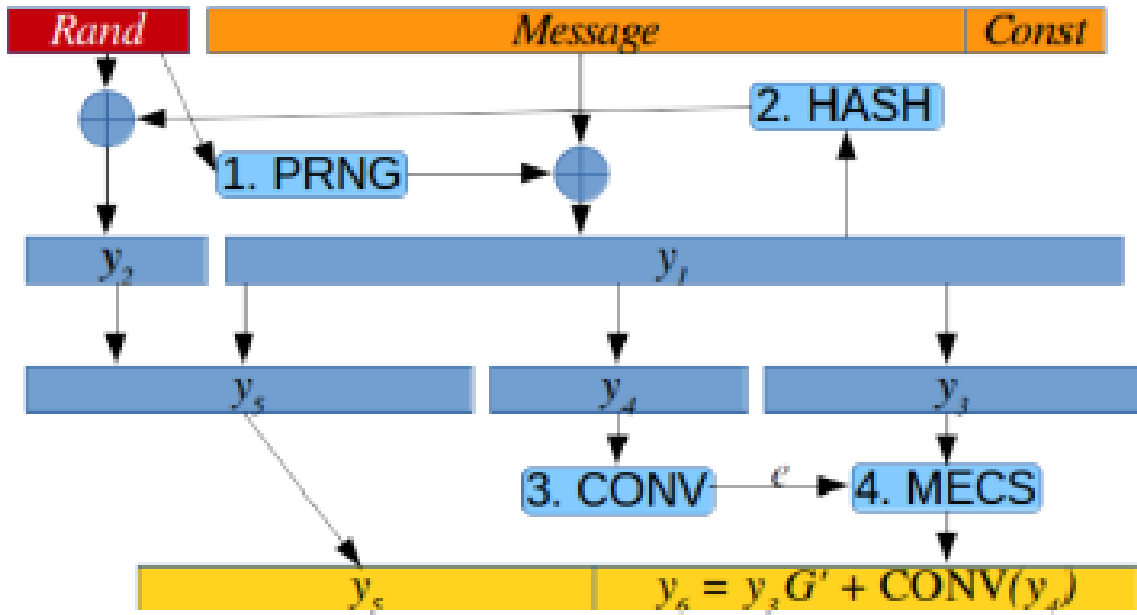 Rand Message Const
2. HASH
1. PRNG
y₂ y₁
y₅ y₄ y₃
3. CONV e 4. MECS
y₅ y₆ = y₃G' + CONV(y₄)